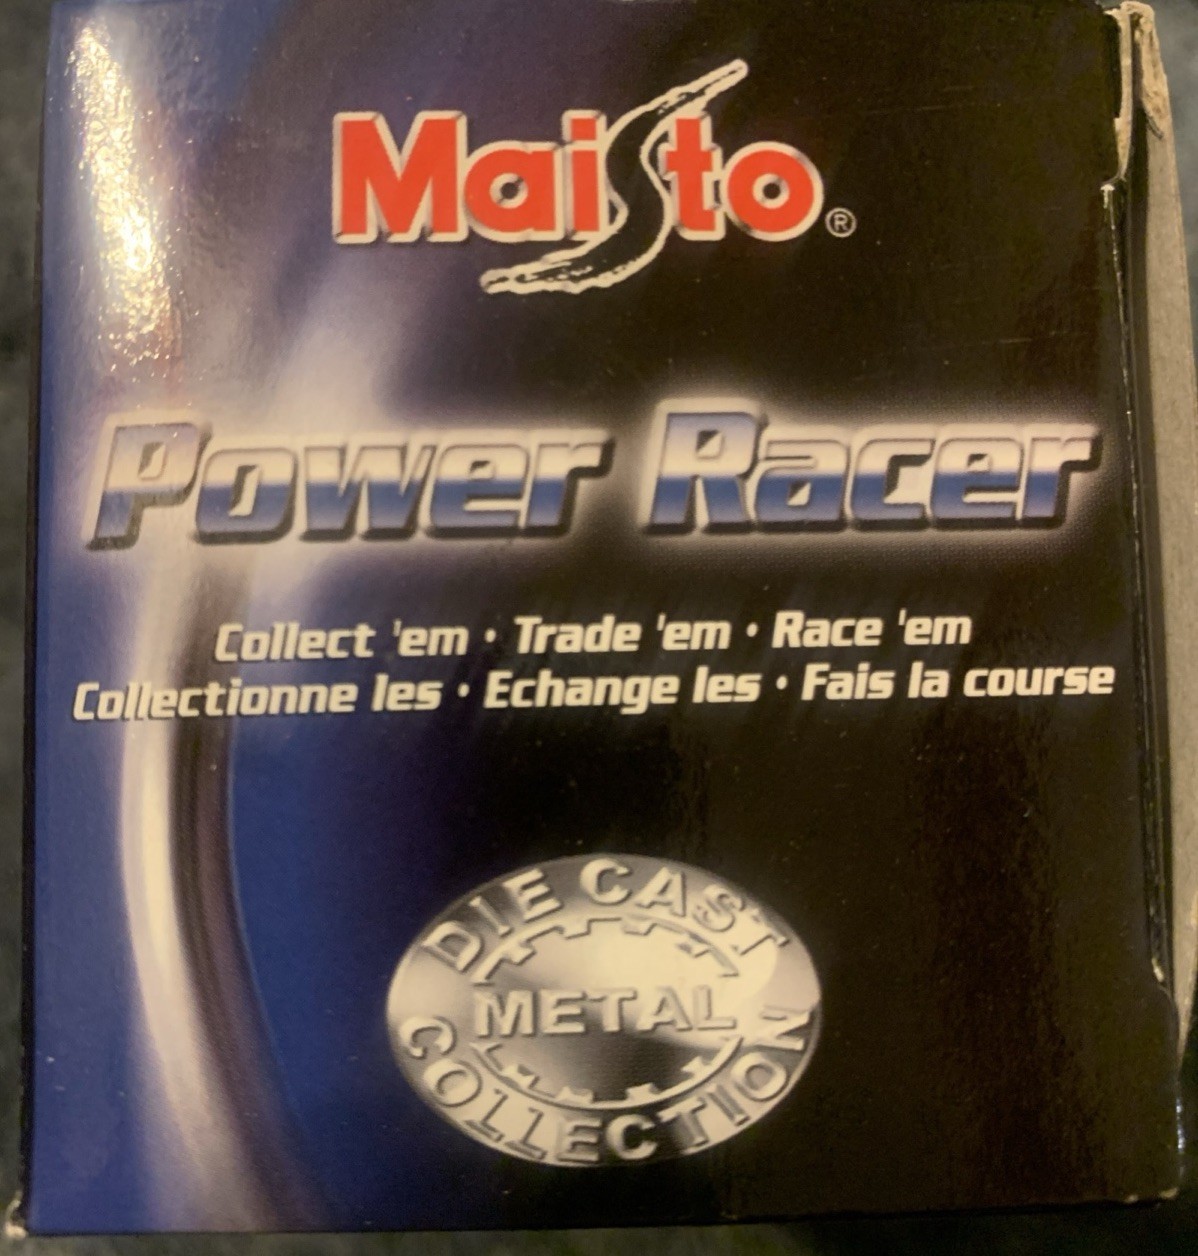 Maisto®
Power Racer
Collect 'em • Trade 'em • Race 'em
Collectionne les • Echange les • Fais la course
DIE CAST
METAL
COLLECTION